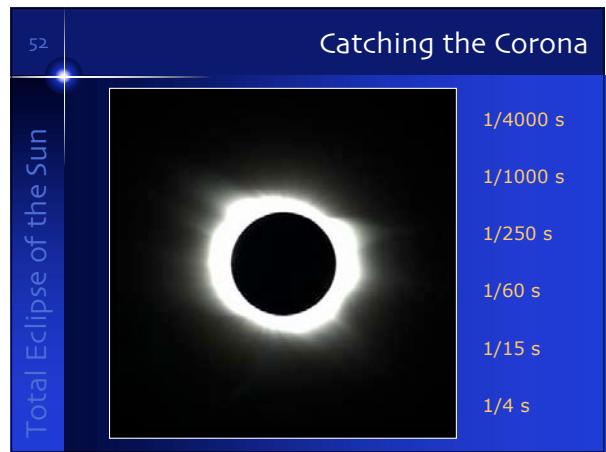 52
Catching the Corona
Total Eclipse of the Sun
1/4000 s
1/1000 s
1/250 s
1/60 s
1/15 s
1/4 s